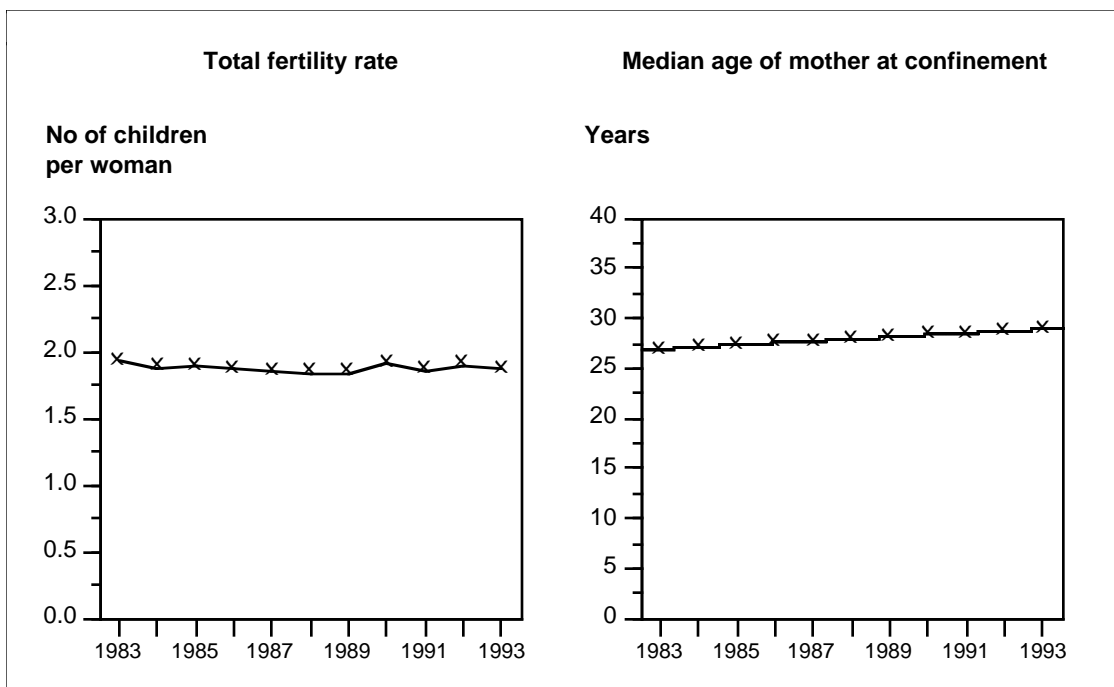 Total fertility rate
No of children
per woman
3.0
2.5
2.0
1.5
1.0
0.5
0.0
1983 1985 1987 1989 1991 1993
Median age of mother at confinement
Years
40
35
30
25
20
15
10
5
0
1983 1985 1987 1989 1991 1993